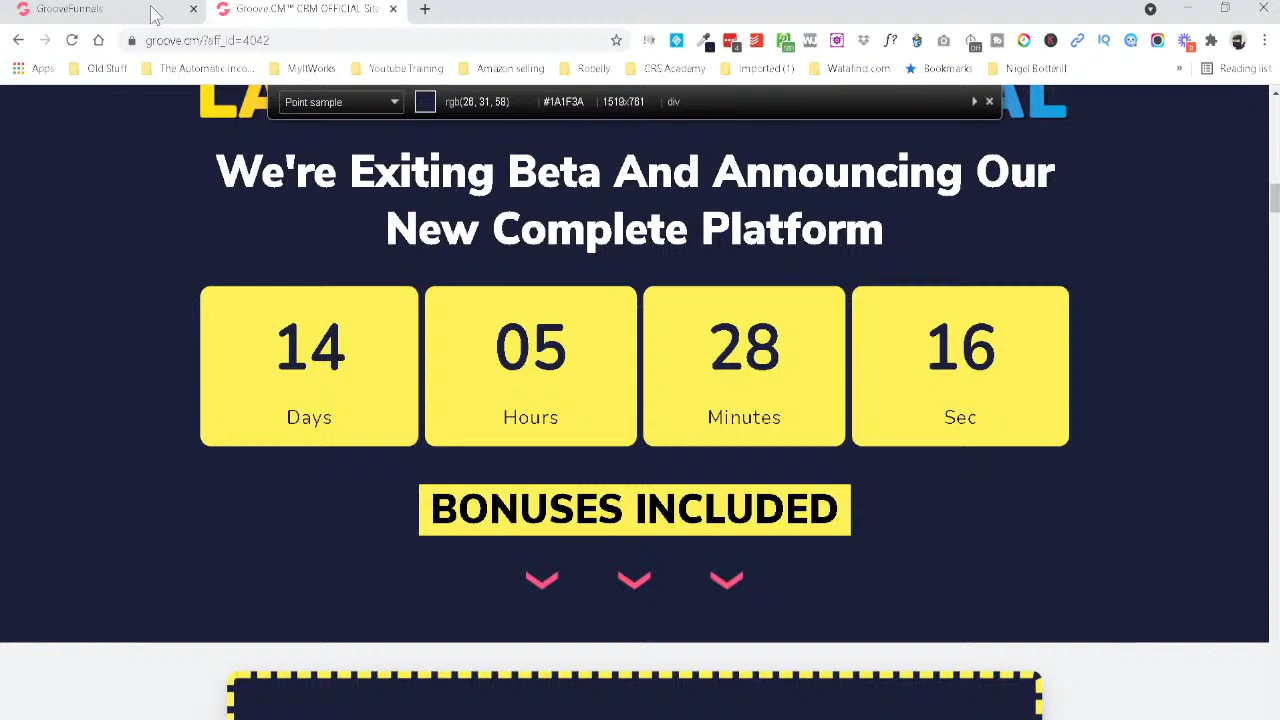 GrooveFunnels
Groove CM™ CRM OFFICIAL Site
groove.cm/?aff_id=4042
Apps
Old Stuff
The Automatic Inco...
MyItWorks
Youtube Training
Amazon selling
Robelly
CRS Academy
Imported (1)
Watafind.com
Bookmarks
Nigel Botterill
»
Reading list
Point sample
rgb(26, 31, 58)
#1A1F3A
1519x761
div
We're Exiting Beta And Announcing Our
New Complete Platform
14
05
28
16
Days
Hours
Minutes
Sec
BONUSES INCLUDED